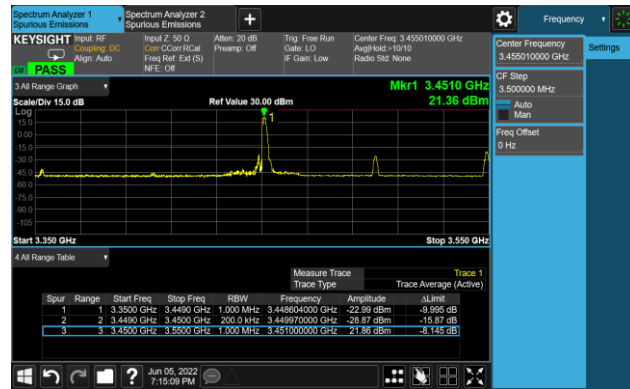 Spectrum Analyzer 1
Spurious Emissions
Spectrum Analyzer 2
Spurious Emissions
+
Frequency
KEYSIGHT
Input: RF
Coupling: DC
Align: Auto
Input Z: 50 Ω
Corr CCorr RCal
Freq Ref: Ext (S)
NFE: Off
Atten: 20 dB
Preamp: Off
Trig: Free Run
Gate: LO
IF Gain: Low
Center Freq: 3.455010000 GHz
Avg|Hold:>10/10
Radio Std: None
PASS
3 All Range Graph
Mkr1 3.4510 GHz
21.36 dBm
Scale/Div 15.0 dB
Ref Value 30.00 dBm
Log
15.0
0.00
-15.0
-30.0
-45.0
-60.0
-75.0
-90.0
-105
1
Start 3.350 GHz
Stop 3.550 GHz
4 All Range Table
Measure Trace Trace 1
Trace Type Trace Average (Active)
Spur Range Start Freq Stop Freq RBW Frequency Amplitude ΔLimit
1 1 3.3500 GHz 3.4490 GHz 1.000 MHz 3.448604000 GHz -22.99 dBm -9.995 dB
2 2 3.4490 GHz 3.4500 GHz 200.0 kHz 3.449970000 GHz -28.87 dBm -15.87 dB
3 3 3.4500 GHz 3.5500 GHz 1.000 MHz 3.451000000 GHz 21.86 dBm -8.145 dB
Jun 05, 2022
7:15:09 PM
Center Frequency
3.455010000 GHz
Settings
CF Step
3.500000 MHz
Auto
Man
Freq Offset
0 Hz